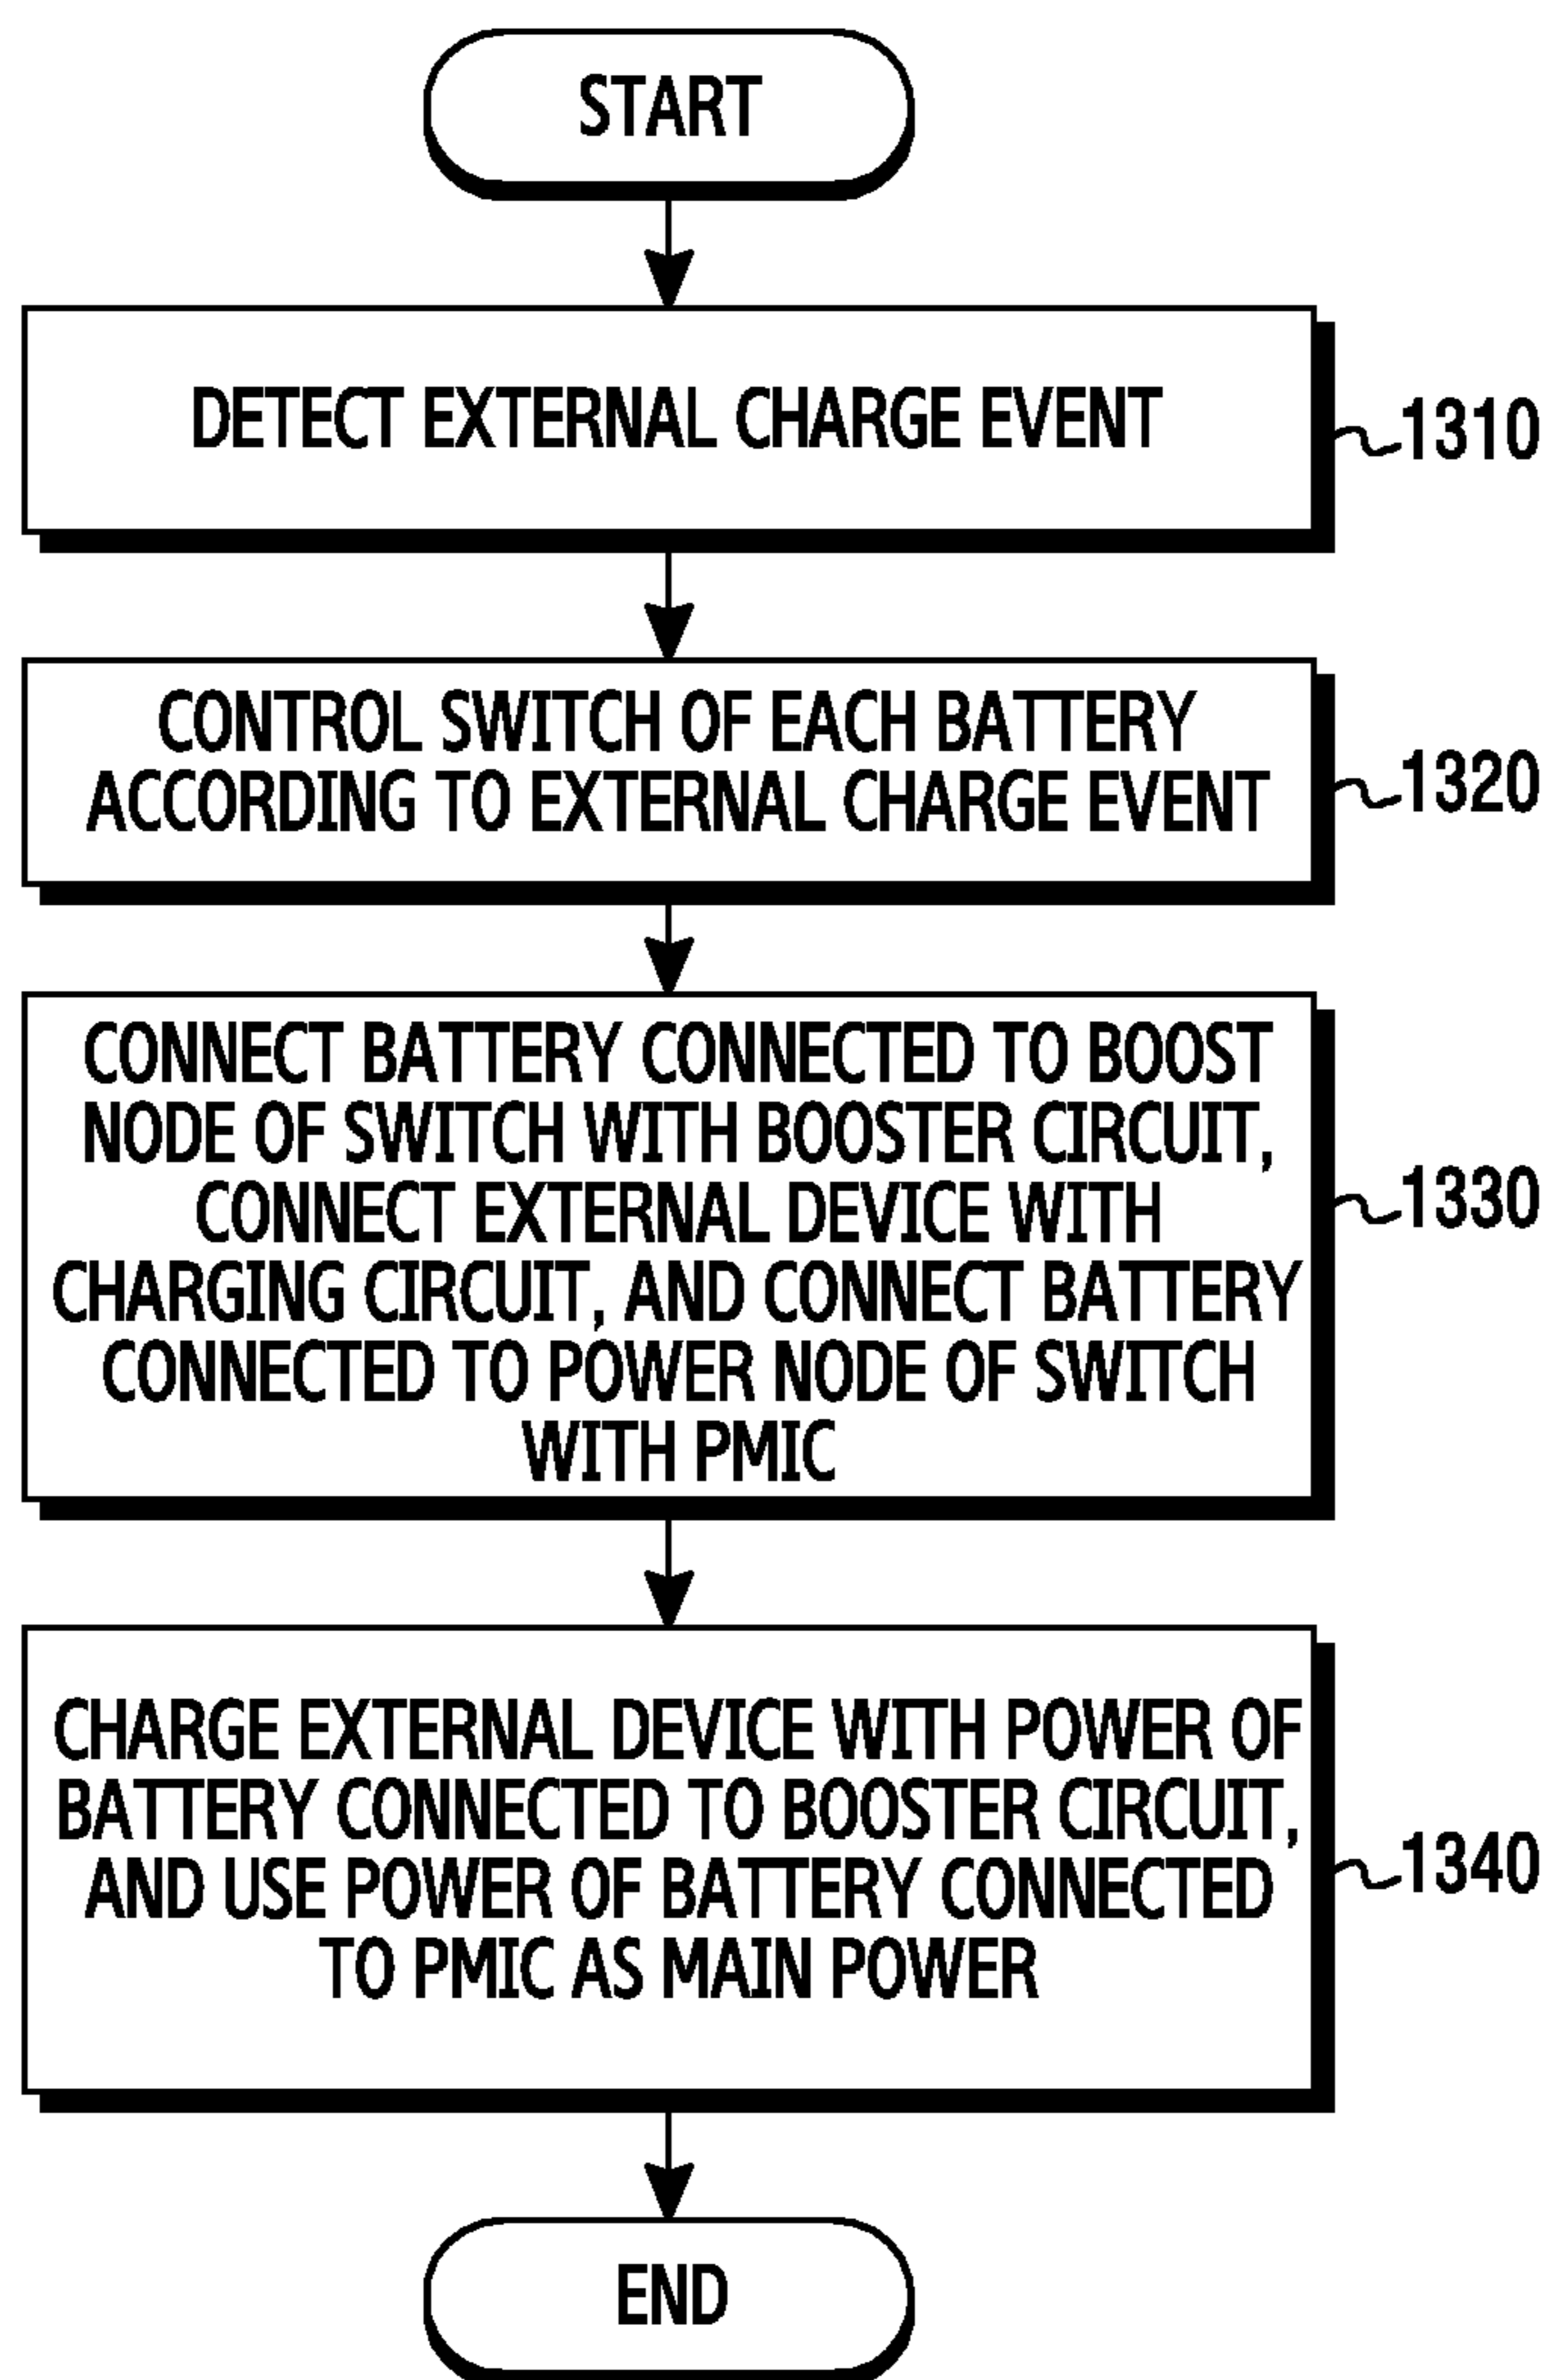 START
DETECT EXTERNAL CHARGE EVENT
1310
CONTROL SWITCH OF EACH BATTERY
ACCORDING TO EXTERNAL CHARGE EVENT
1320
CONNECT BATTERY CONNECTED TO BOOST
NODE OF SWITCH WITH BOOSTER CIRCUIT,
CONNECT EXTERNAL DEVICE WITH
CHARGING CIRCUIT, AND CONNECT BATTERY
CONNECTED TO POWER NODE OF SWITCH
WITH PMIC
1330
CHARGE EXTERNAL DEVICE WITH POWER OF
BATTERY CONNECTED TO BOOSTER CIRCUIT,
AND USE POWER OF BATTERY CONNECTED
TO PMIC AS MAIN POWER
1340
END